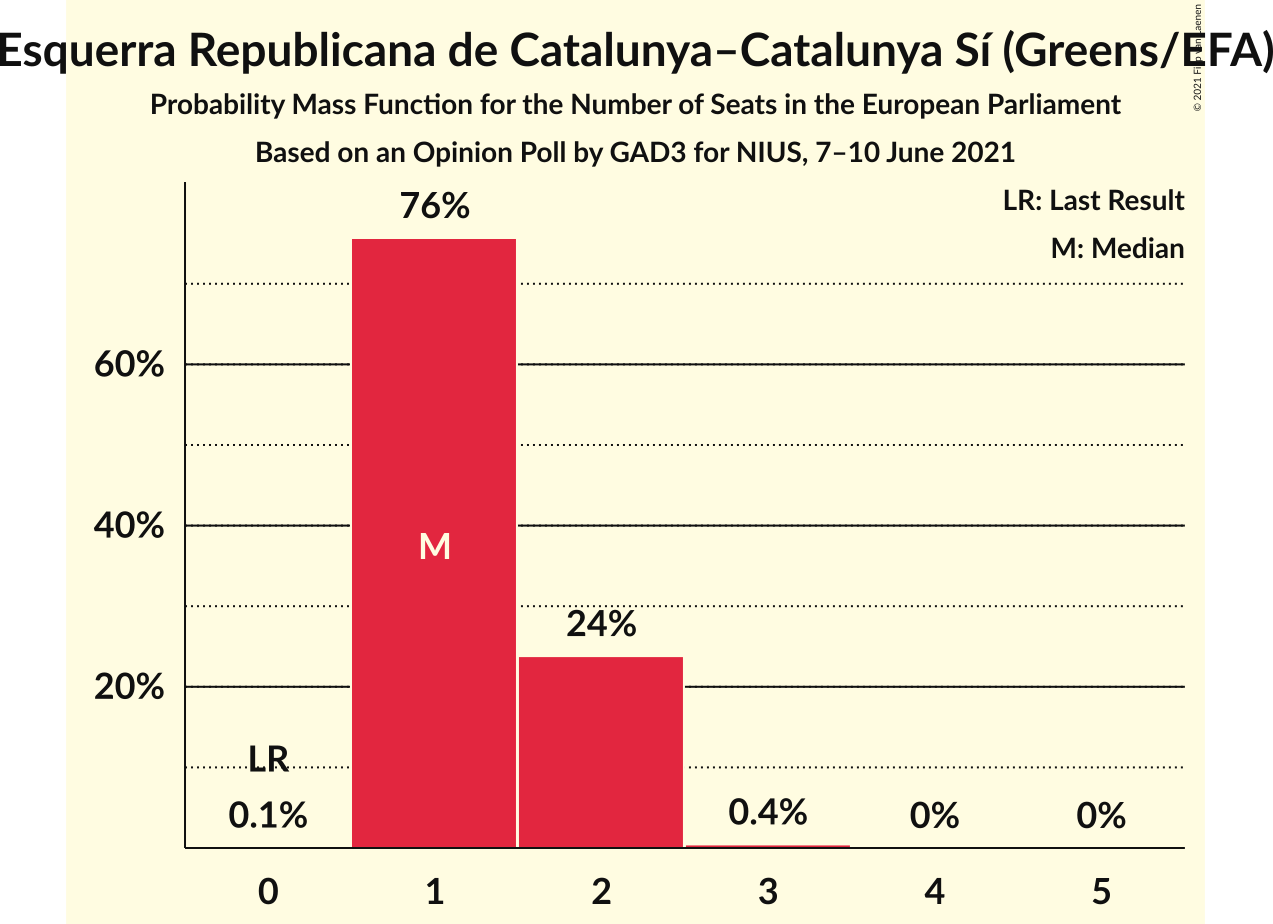 Esquerra Republicana de Catalunya–Catalunya Sí (Greens/EFA)
© 2021
Probability Mass Function for the Number of Seats in the European Parliament
Based on an Opinion Poll by GAD3 for NIUS, 7–10 June 2021
LR: Last Result
M: Median
76%
60%
40%
M
24%
20%
LR
0.1%
0.4%
0%
0%
0 1 2 3 4 5